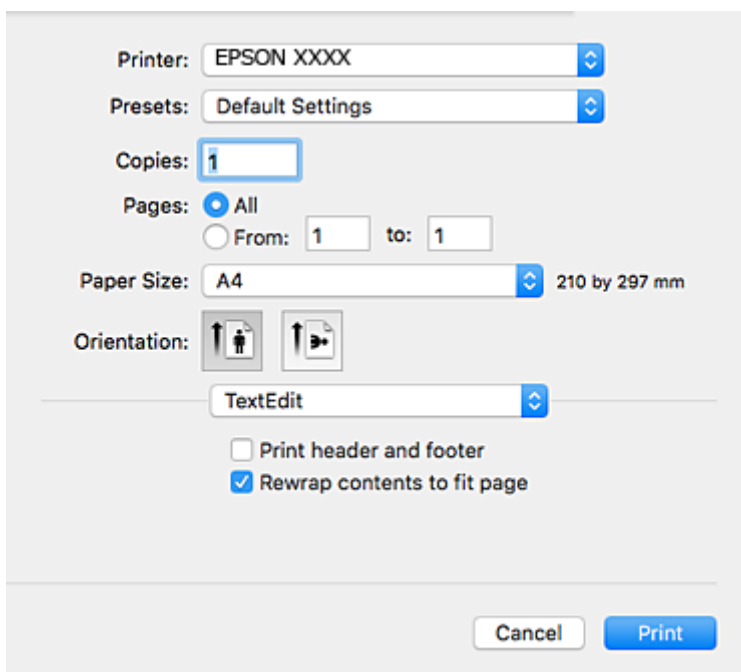 Printer: EPSON XXXX
Presets: Default Settings
Copies: 1
Pages: All
From: 1 to: 1
Paper Size: A4 210 by 297 mm
Orientation:
TextEdit
Print header and footer
Rewrap contents to fit page
Cancel Print